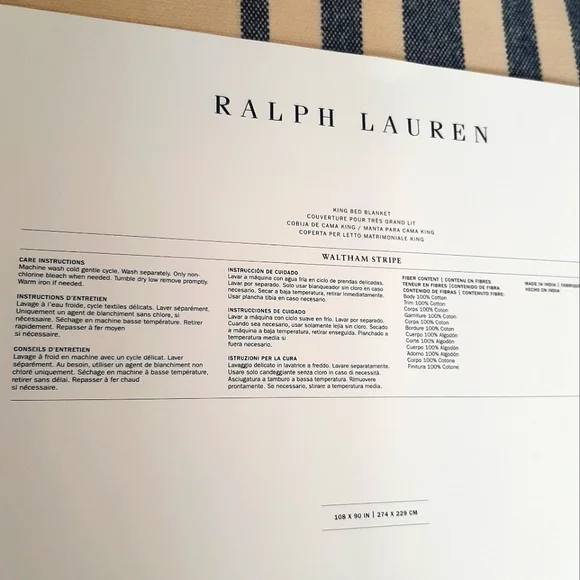 RALPH LAUREN
KING BED BLANKET
COUVERTURE POUR TRÈS GRAND LIT
COBIJA DE CAMA KING / MANTA PARA CAMA KING
COPERTA PER LETTO MATRIMONIALE KING
WALTHAM STRIPE
CARE INSTRUCTIONS
Machine wash cold gentle cycle. Wash separately. Only non-
chlorine bleach when needed. Tumble dry low remove promptly.
Warm iron if needed.
INSTRUCTIONS D'ENTRETIEN
Lavage à l'eau froide, cycle textiles délicats. Laver séparément.
Uniquement un agent de blanchiment sans chlore, si
nécessaire. Séchage en machine basse température. Retirer
rapidement. Repasser à fer moyen
si nécessaire.
CONSEILS D'ENTRETIEN
Lavage à froid en machine avec un cycle délicat. Laver
séparément. Au besoin, utiliser un agent de blanchiment non
chloré uniquement. Séchage en machine à basse température,
retirer sans délai. Repasser à fer chaud
si nécessaire.
INSTRUCCIÓN DE CUIDADO
Lavar a máquina con agua fría en ciclo de prendas delicadas.
Lavar por separado. Solo usar blanqueador sin cloro en caso
necesario. Secar a baja temperatura, retirar inmediatamente.
Usar plancha tibia en caso necesario.
INSTRUCCIONES DE CUIDADO
Lavar a máquina con ciclo suave en frío. Lavar por separado.
Cuando sea necesario, usar solamente lejía sin cloro. Secado
a máquina a baja temperatura, retirar enseguida. Planchado a
temperatura media si
fuera necesario.
ISTRUZIONI PER LA CURA
Lavaggio delicato in lavatrice a freddo. Lavare separatamente.
Usare solo candeggiante senza cloro in caso di necessità.
Asciugatura a tamburo a bassa temperatura. Rimuovere
prontamente. Se necessario, stirare a temperatura media.
FIBER CONTENT | CONTENU EN FIBRES
TENEUR EN FIBRES |CONTENIDO DE FIBRA
CONTENIDO DE FIBRAS | CONTENUTO FIBRE:
Body 100% Cotton
Trim 100% Cotton
Corps 100% Coton
Garniture 100% Coton
Corps 100% Coton
Bordure 100% Coton
Cuerpo 100% Algodón
Corte 100% Algodón
Cuerpo 100% Algodón
Adorno 100% Algodón
Corpo 100% Cotone
Finitura 100% Cotone
MADE IN INDIA | FABRIQU
HECHO EN INDIA
108 X 90 IN | 274 X 229 CM